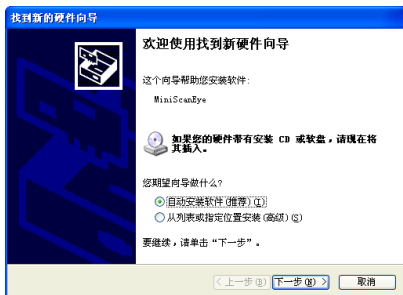 找到新的硬件向导
欢迎使用找到新硬件向导
这个向导帮助您安装软件:
MiniScanEye
如果您的硬件带有安装 CD 或软盘，请现在将
其插入。
您期望向导做什么?
自动安装软件(推荐)(I)
从列表或指定位置安装(高级)(S)
要继续，请单击“下一步”。
< 上一步(B) 下一步(N) > 取消